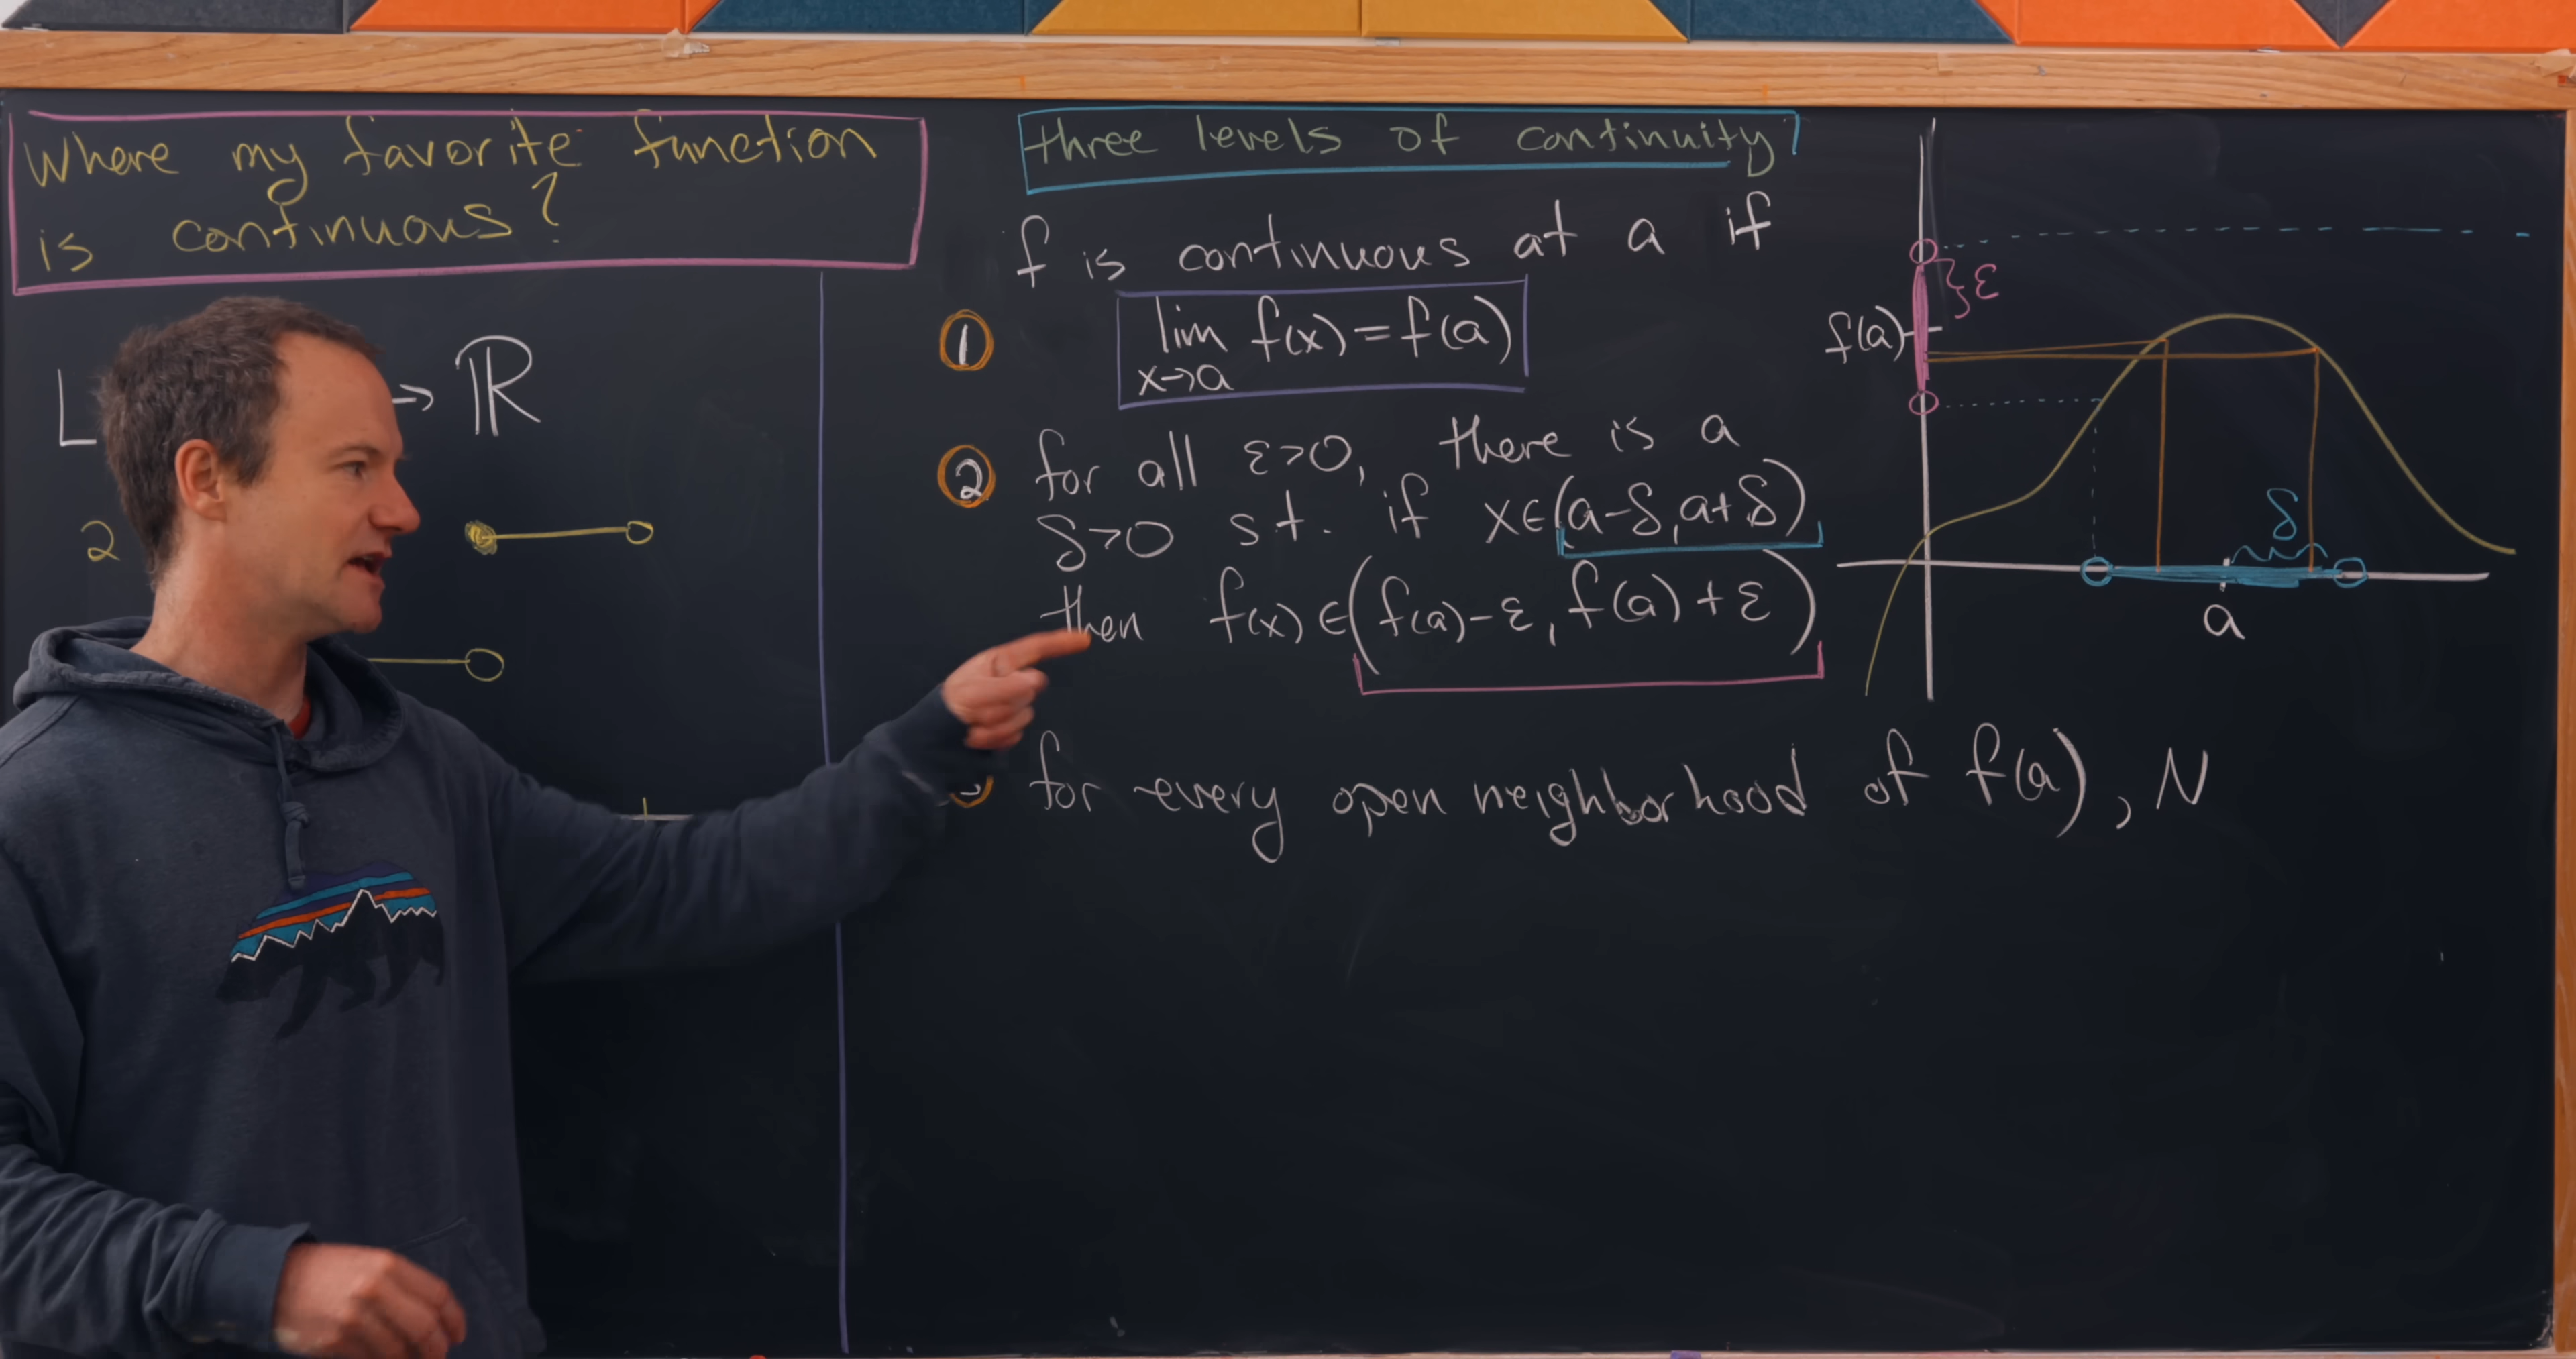 Where my favorite function
is continuous?
L → ℝ
2
three levels of continuity
f is continuous at a if
① lim f(x) = f(a)
x→a
② for all ε>0, there is a
δ>0 st. if x∈(a-δ,a+δ)
then f(x) ∈ (f(a)-ε, f(a)+ε)
for every open neighborhood of f(a), N
ε
f(a)
δ
a